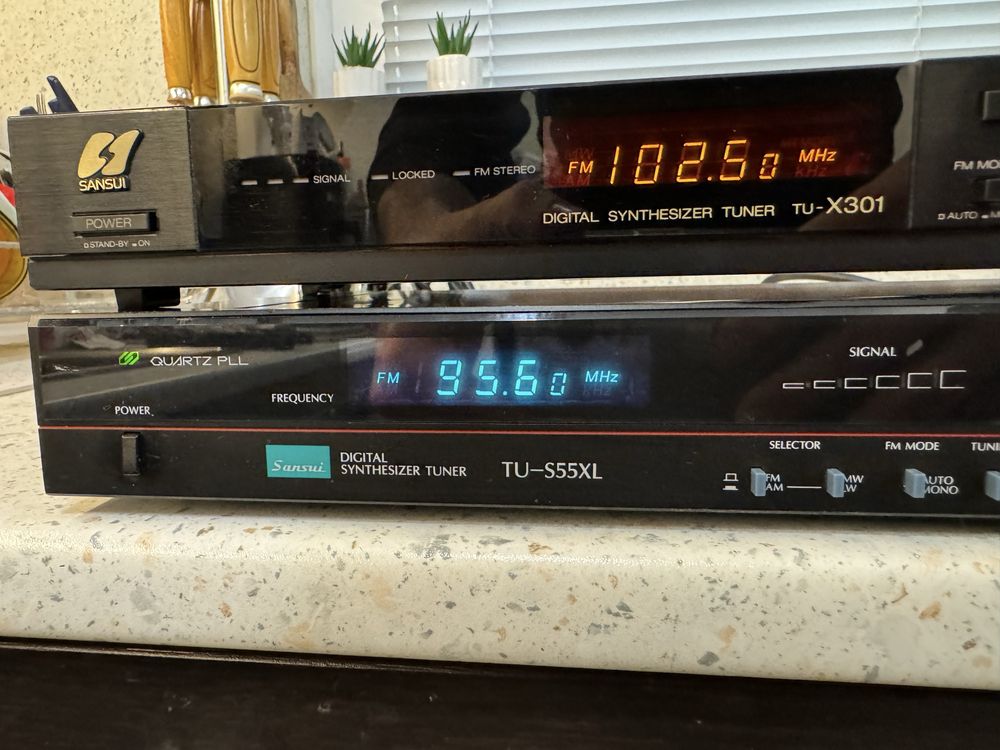 SANSUI
POWER
STAND-BY ON
SIGNAL
LOCKED
FM STEREO
FM 102.50 MHz
DIGITAL SYNTHESIZER TUNER TU-X301
FM MO
AUTO
QUARTZ PLL
POWER
FREQUENCY
FM 95.60 MHz
SIGNAL
Sansui
DIGITAL
SYNTHESIZER TUNER
TU-S55XL
SELECTOR
FM
AM
MW
LW
FM MODE
AUTO
MONO
TUNI